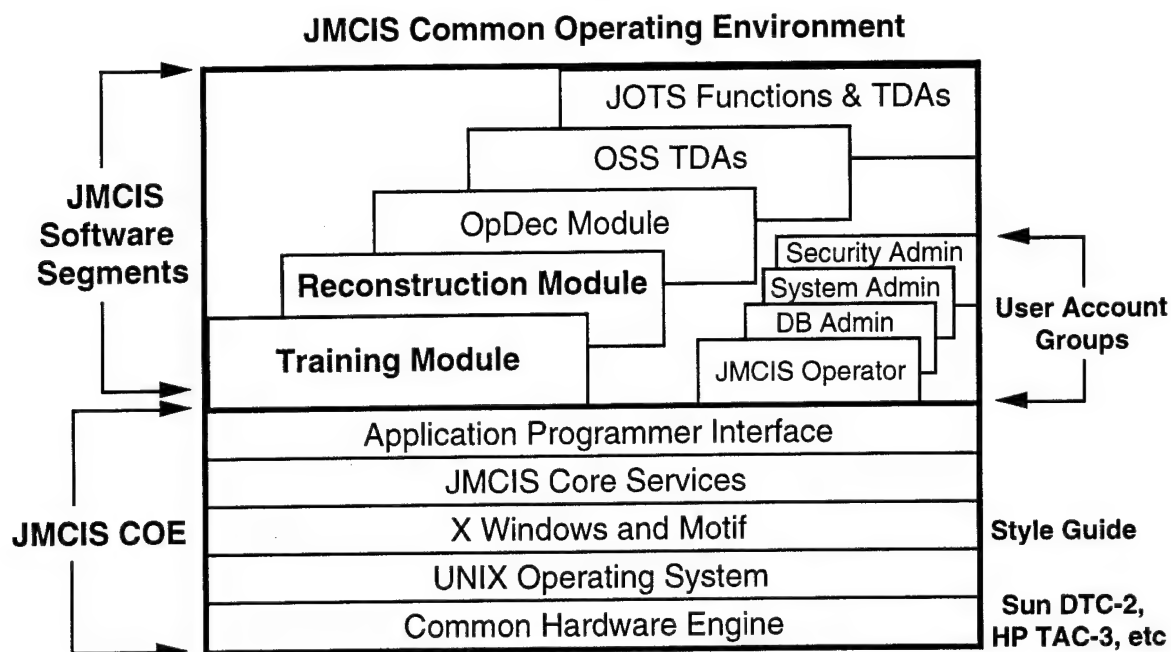 JMCIS Common Operating Environment
JOTS Functions & TDAs
OSS TDAs
OpDec Module
Reconstruction Module
Training Module
JMCIS
Software
Segments
Security Admin
System Admin
DB Admin
JMCIS Operator
User Account
Groups
Application Programmer Interface
JMCIS Core Services
X Windows and Motif
UNIX Operating System
Common Hardware Engine
JMCIS COE
Style Guide
Sun DTC-2,
HP TAC-3, etc